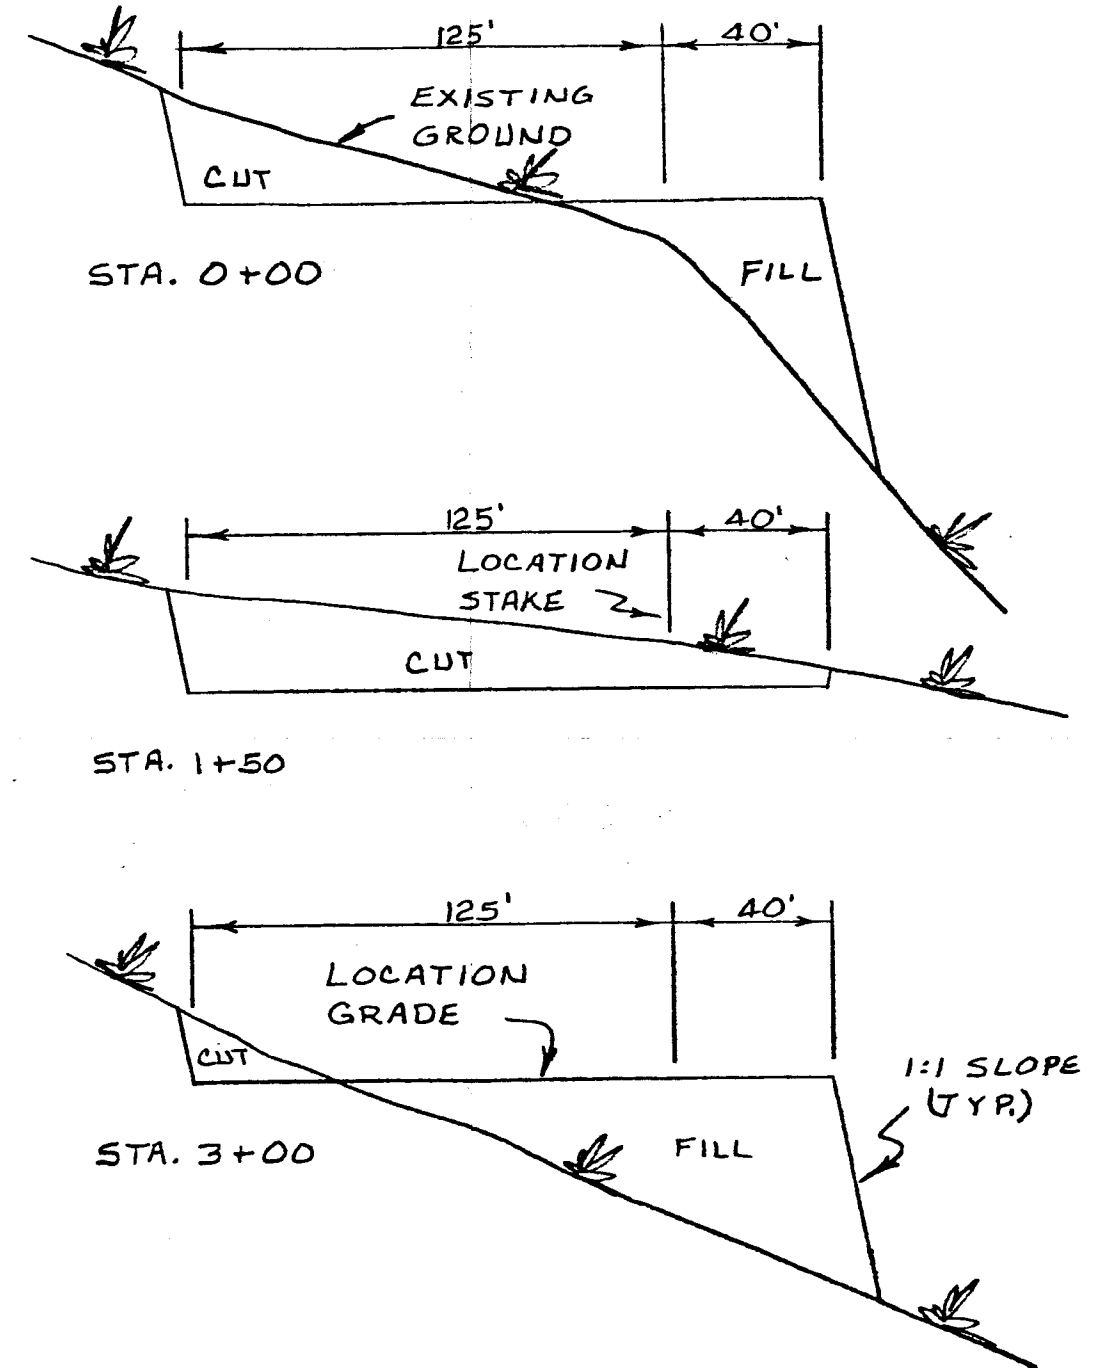 125' 40'
EXISTING
GROUND
CUT
FILL
STA. 0+00
125' 40'
LOCATION
STAKE
CUT
STA. 1+50
125' 40'
LOCATION
GRADE
CUT
1:1 SLOPE
(TYP.)
FILL
STA. 3+00